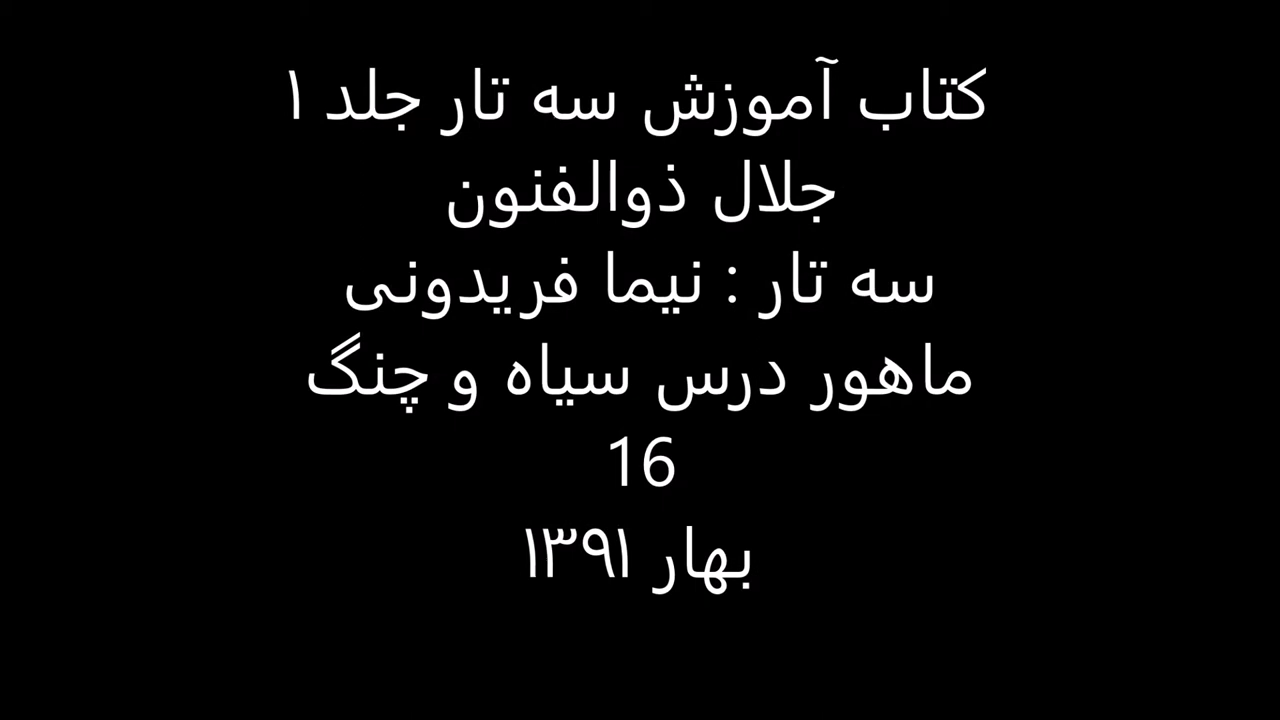 کتاب آموزش سه تار جلد ۱
جلال ذوالفنون
سه تار : نیما فریدونی
ماهور درس سیاه و چنگ
16
بهار ۱۳۹۱